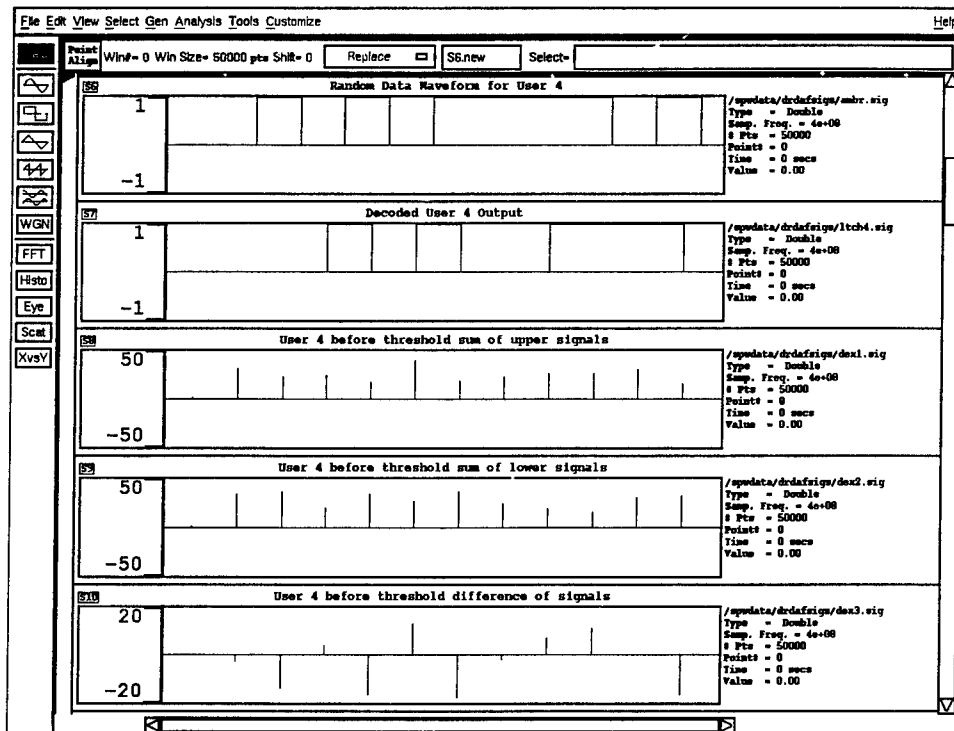 File Edit View Select Gen Analysis Tools Customize Help
Point Align Win#= 0 Win Size= 50000 pts Shift= 0 Replace S6.new Select=
WGN
FFT
Histo
Eye
Scat
XvsY
S6 Random Data Waveform for User 4
1
-1
/spwdata/drdafsigs/ambr.sig
Type = Double
Samp. Freq. = 4e+08
# Pts = 50000
Point# = 0
Time = 0 secs
Value = 0.00
S7 Decoded User 4 Output
1
-1
/spwdata/drdafsigs/ltch4.sig
Type = Double
Samp. Freq. = 4e+08
# Pts = 50000
Point# = 0
Time = 0 secs
Value = 0.00
S8 User 4 before threshold sum of upper signals
50
-50
/spwdata/drdafsigs/dex1.sig
Type = Double
Samp. Freq. = 4e+08
# Pts = 50000
Point# = 0
Time = 0 secs
Value = 0.00
S9 User 4 before threshold sum of lower signals
50
-50
/spwdata/drdafsigs/dex2.sig
Type = Double
Samp. Freq. = 4e+08
# Pts = 50000
Point# = 0
Time = 0 secs
Value = 0.00
S10 User 4 before threshold difference of signals
20
-20
/spwdata/drdafsigs/dex3.sig
Type = Double
Samp. Freq. = 4e+08
# Pts = 50000
Point# = 0
Time = 0 secs
Value = 0.00